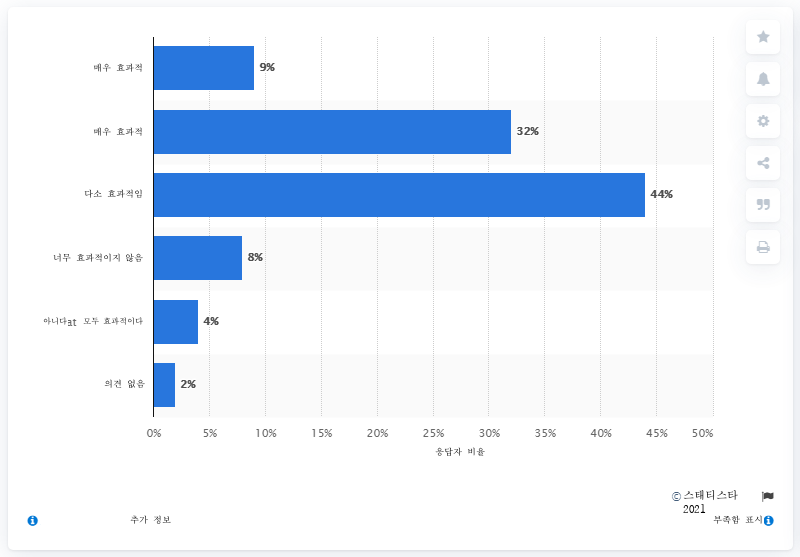 매우 효과적
9%
매우 효과적
32%
다소 효과적임
44%
너무 효과적이지 않음
8%
아니다at 모두 효과적이다
4%
의견 없음
2%
0% 5% 10% 15% 20% 25% 30% 35% 40% 45% 50%
응답자 비율
© 스태티스타
2021
추가 정보
부족함 표시